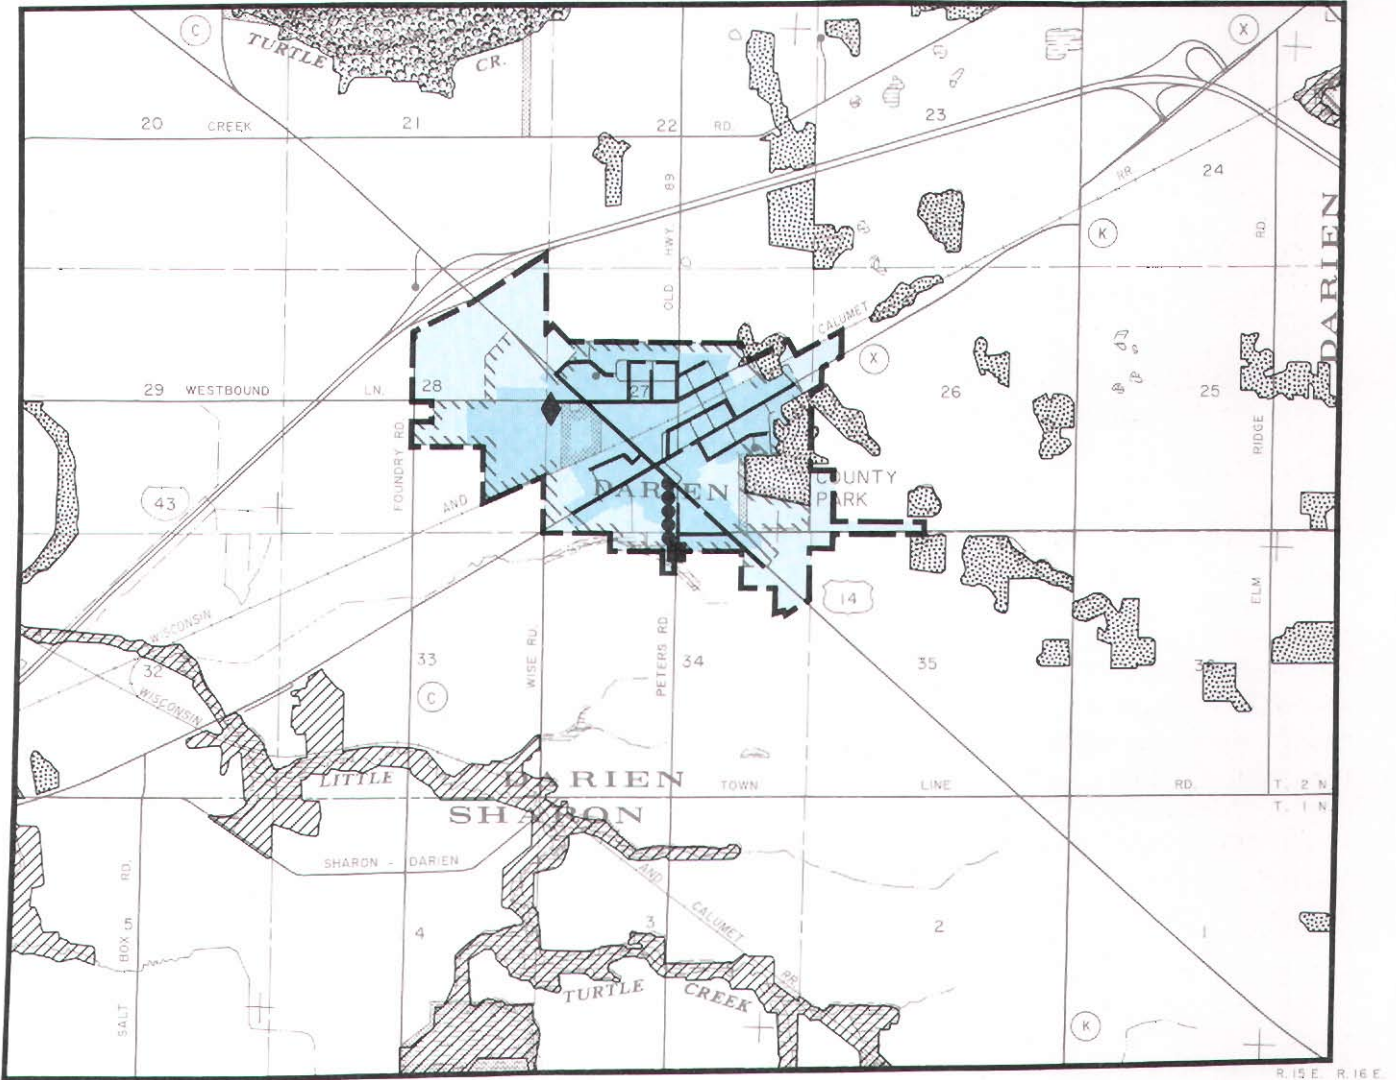 C
X
TURTLE
CR.
20
CREEK
21
22
RD.
23
24
RR
OLD HWY. 89
K
RD
DARIEN
CALUMET
X
29
WESTBOUND
LN.
28
27
26
25
RIDGE
FOUNDRY RD.
43
AND
DARIEN
COUNTY
PARK
14
ELM
WISCONSIN
32
WISCONSIN
33
C
WISE RD.
PETERS RD
34
35
36
LITTLE
DARIEN
TOWN
LINE
RD.
T. 2 N.
SHARON
T. 1 N.
SHARON - DARIEN
AND
CALUMET
RR.
SALT BOX RD.
5
4
3
2
1
TURTLE
CREEK
K
R. 15 E. R. 16 E.